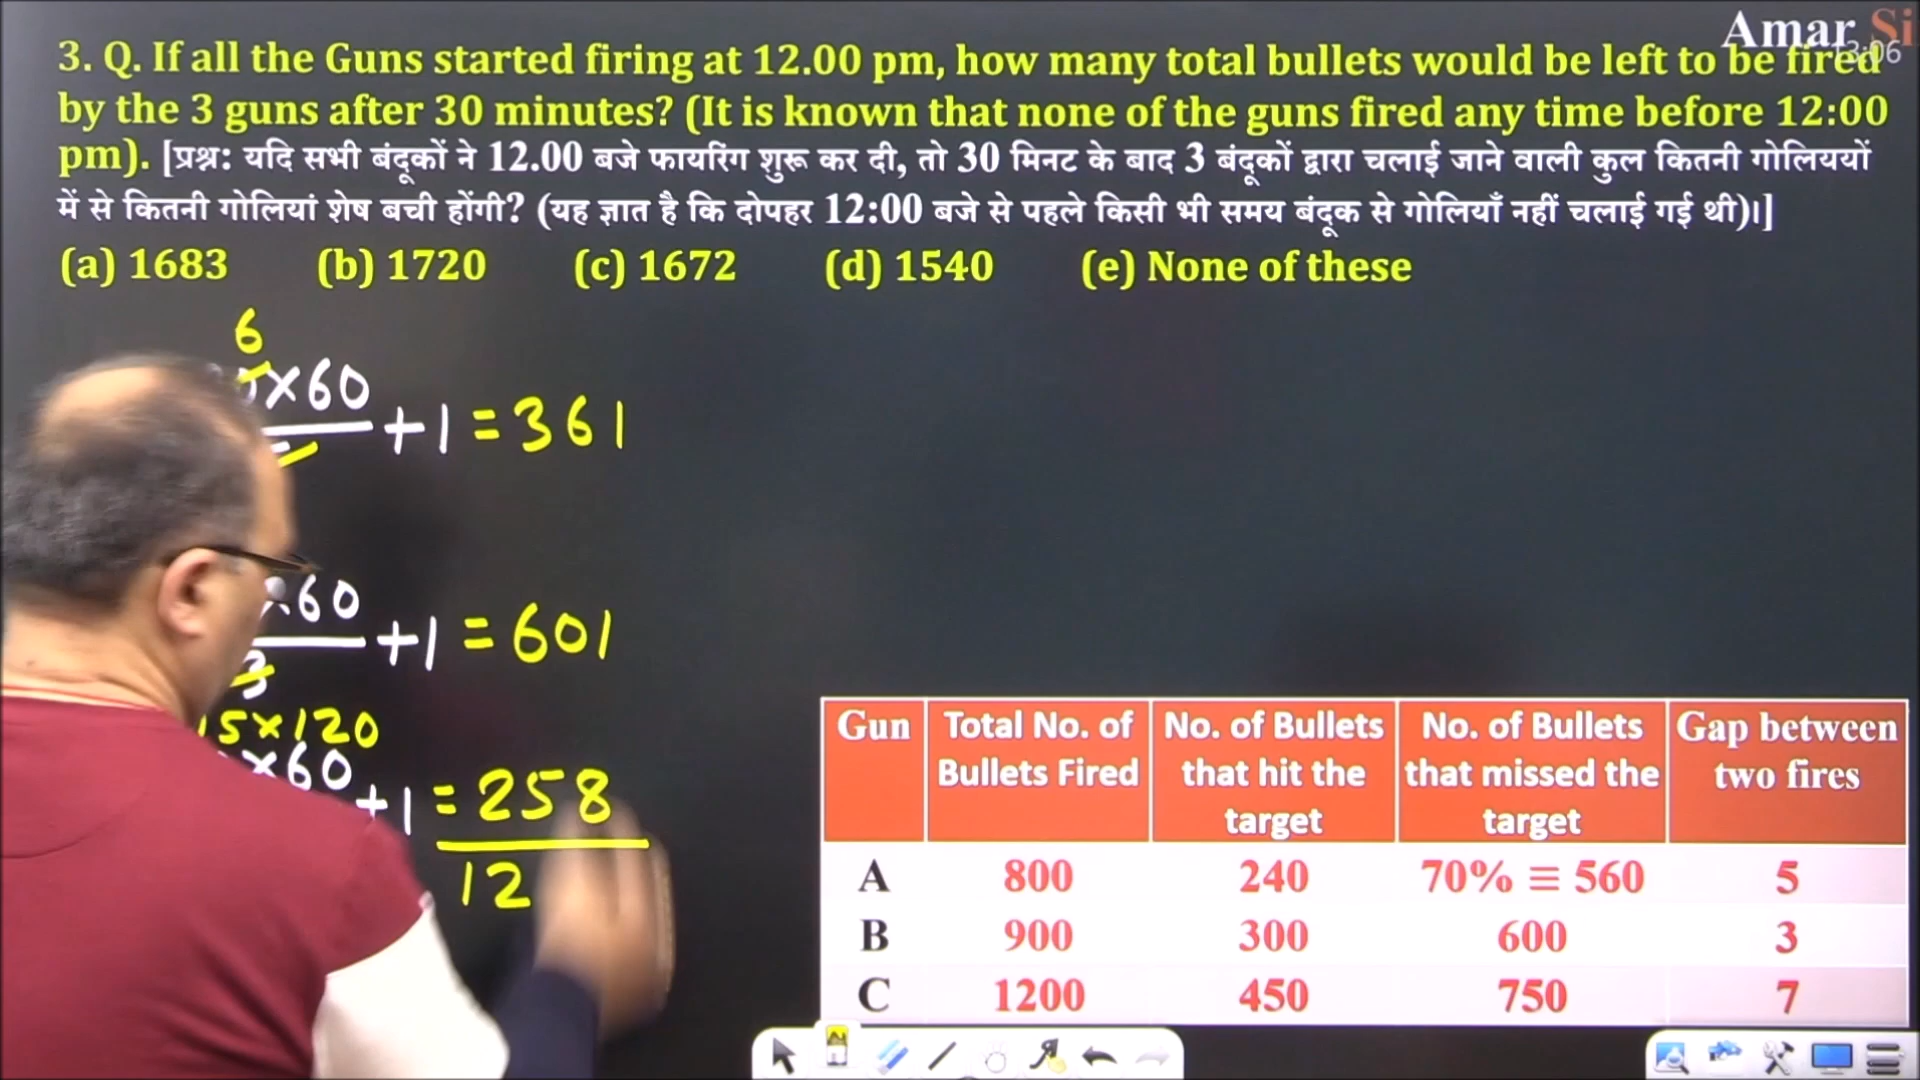 Amar Si
3. Q. If all the Guns started firing at 12.00 pm, how many total bullets would be left to be fired
by the 3 guns after 30 minutes? (It is known that none of the guns fired any time before 12:00
pm). [प्रश्न: यदि सभी बंदूकों ने 12.00 बजे फायरिंग शुरू कर दी, तो 30 मिनट के बाद 3 बंदूकों द्वारा चलाई जाने वाली कुल कितनी गोलिययों
में से कितनी गोलियां शेष बची होंगी? (यह ज्ञात है कि दोपहर 12:00 बजे से पहले किसी भी समय बंदूक से गोलियाँ नहीं चलाई गई थी)।]
(a) 1683 (b) 1720 (c) 1672 (d) 1540 (e) None of these
6
×60
+1 = 361
×60
+1 = 601
3
15×120
×60
+1 = 258
12
Gun Total No. of Bullets Fired No. of Bullets that hit the target No. of Bullets that missed the target Gap between two fires
A 800 240 70% ≡ 560 5
B 900 300 600 3
C 1200 450 750 7